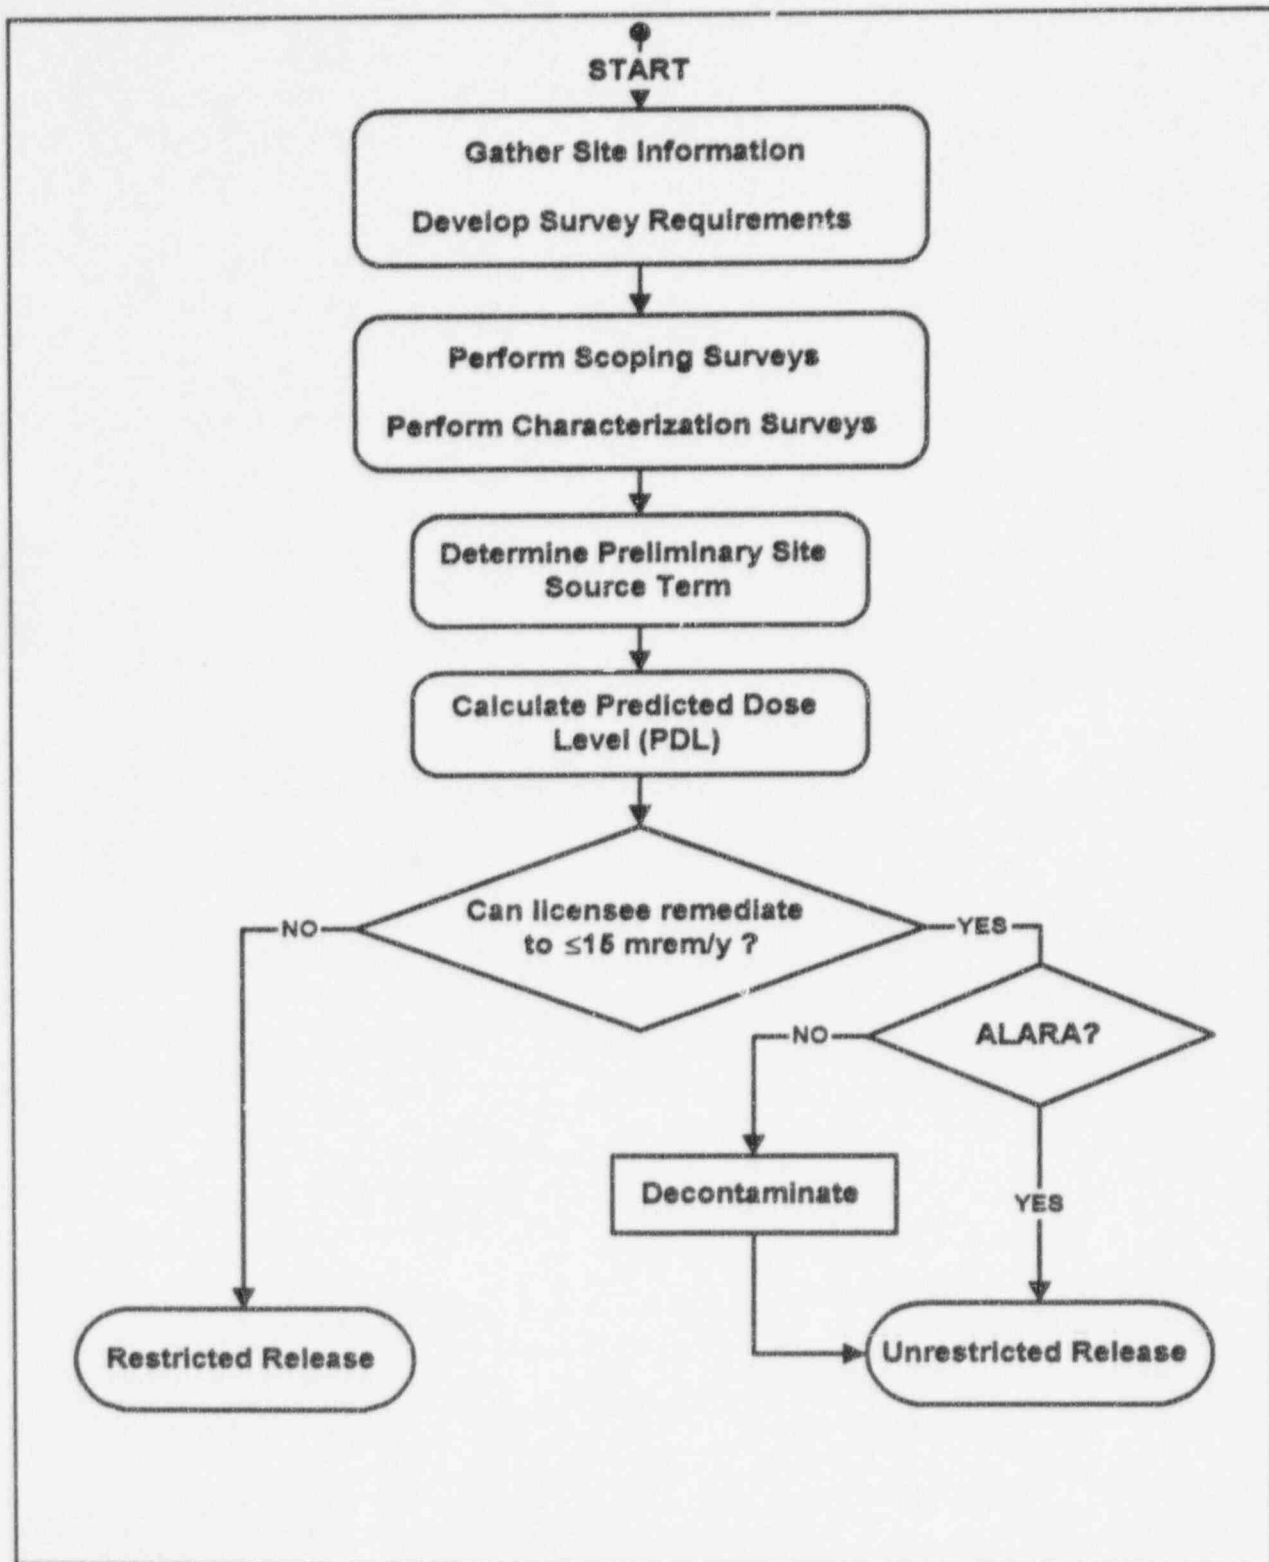 START
Gather Site Information
Develop Survey Requirements
Perform Scoping Surveys
Perform Characterization Surveys
Determine Preliminary Site
Source Term
Calculate Predicted Dose
Level (PDL)
Can licensee remediate
to ≤15 mrem/y ?
NO
YES
ALARA?
NO
Decontaminate
YES
Restricted Release
Unrestricted Release